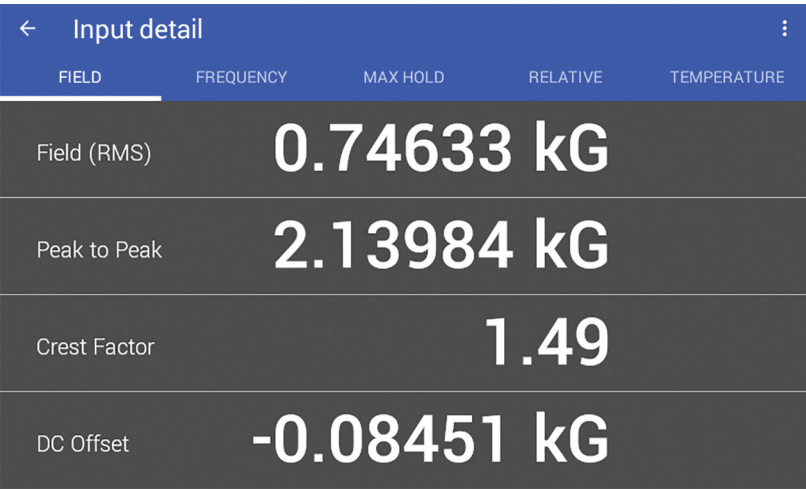 Input detail
FIELD FREQUENCY MAX HOLD RELATIVE TEMPERATURE
Field (RMS) 0.74633 kG
Peak to Peak 2.13984 kG
Crest Factor 1.49
DC Offset -0.08451 kG